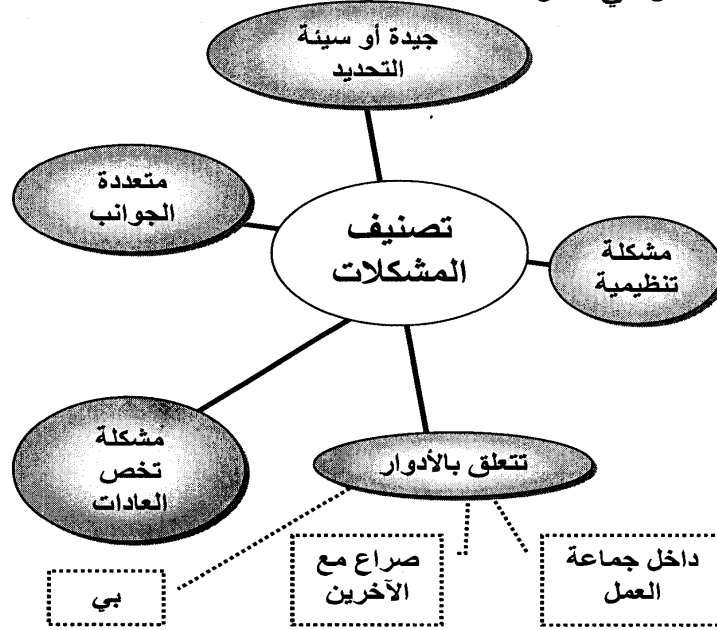 جيدة أو سيئة
التحديد
متعددة
الجوانب
تصنيف
المشكلات
مشكلة
تنظيمية
مشكلة
تخص
العادات
تتعلق بالأدوار
داخل جماعة
العمل
صراع مع
الآخرين
بي